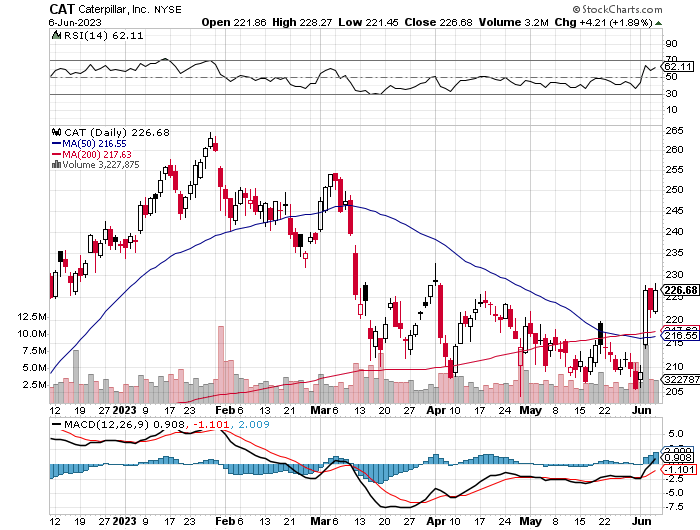 CAT Caterpillar, Inc. NYSE © StockCharts.com
6-Jun-2023 Open 221.86 High 228.27 Low 221.45 Close 226.68 Volume 3.2M Chg +4.21 (+1.89%)
RSI(14) 62.11
90
70
62.11
50
30
10
CAT (Daily) 226.68
MA(50) 216.55
MA(200) 217.63
Volume 3,227,875
265
260
255
250
245
240
235
230
226.68
225
220
216.55
215
210
205
3227875
12.5M
10.0M
7.5M
5.0M
2.5M
12 19 27 2023 9 17 23 Feb 6 13 21 Mar 6 13 20 27 Apr 10 17 24 May 8 15 22 Jun
MACD(12,26,9) 0.908, -1.101, 2.009
5.0
2.009
0.908
-1.101
-2.5
-5.0
-7.5
12 19 27 2023 9 17 23 Feb 6 13 21 Mar 6 13 20 27 Apr 10 17 24 May 8 15 22 Jun